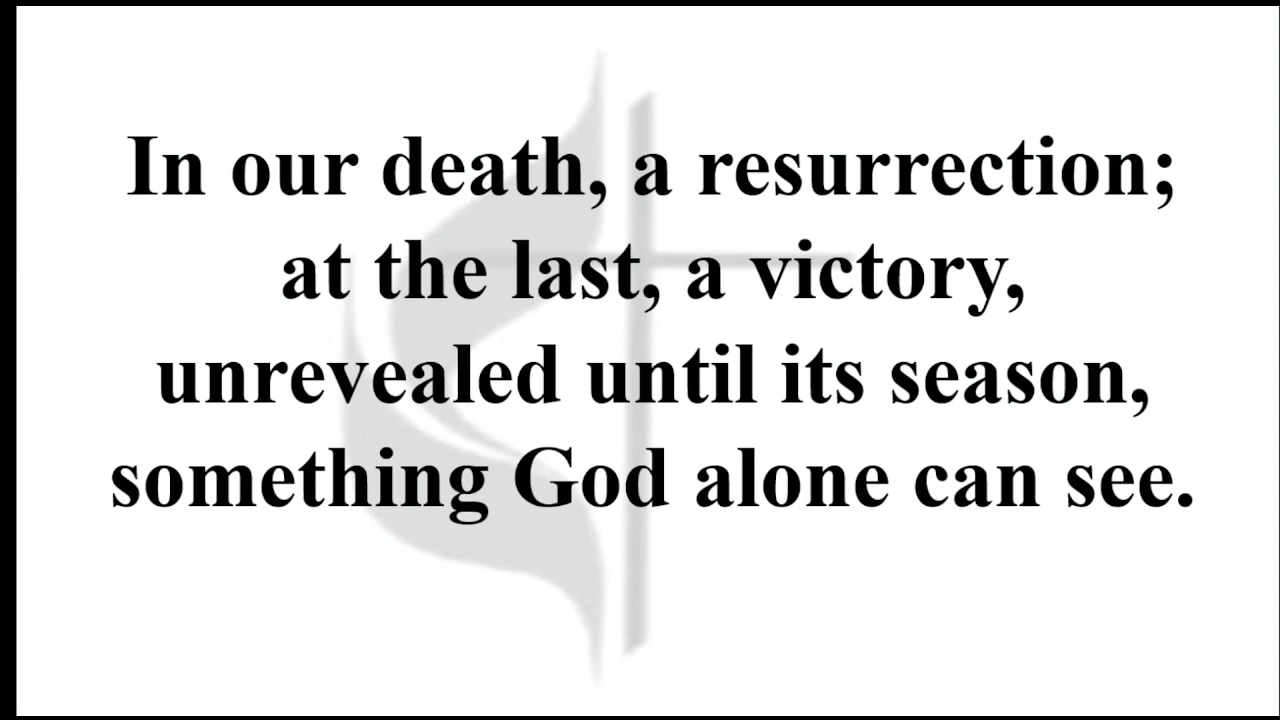 In our death, a resurrection;
at the last, a victory,
unrevealed until its season,
something God alone can see.